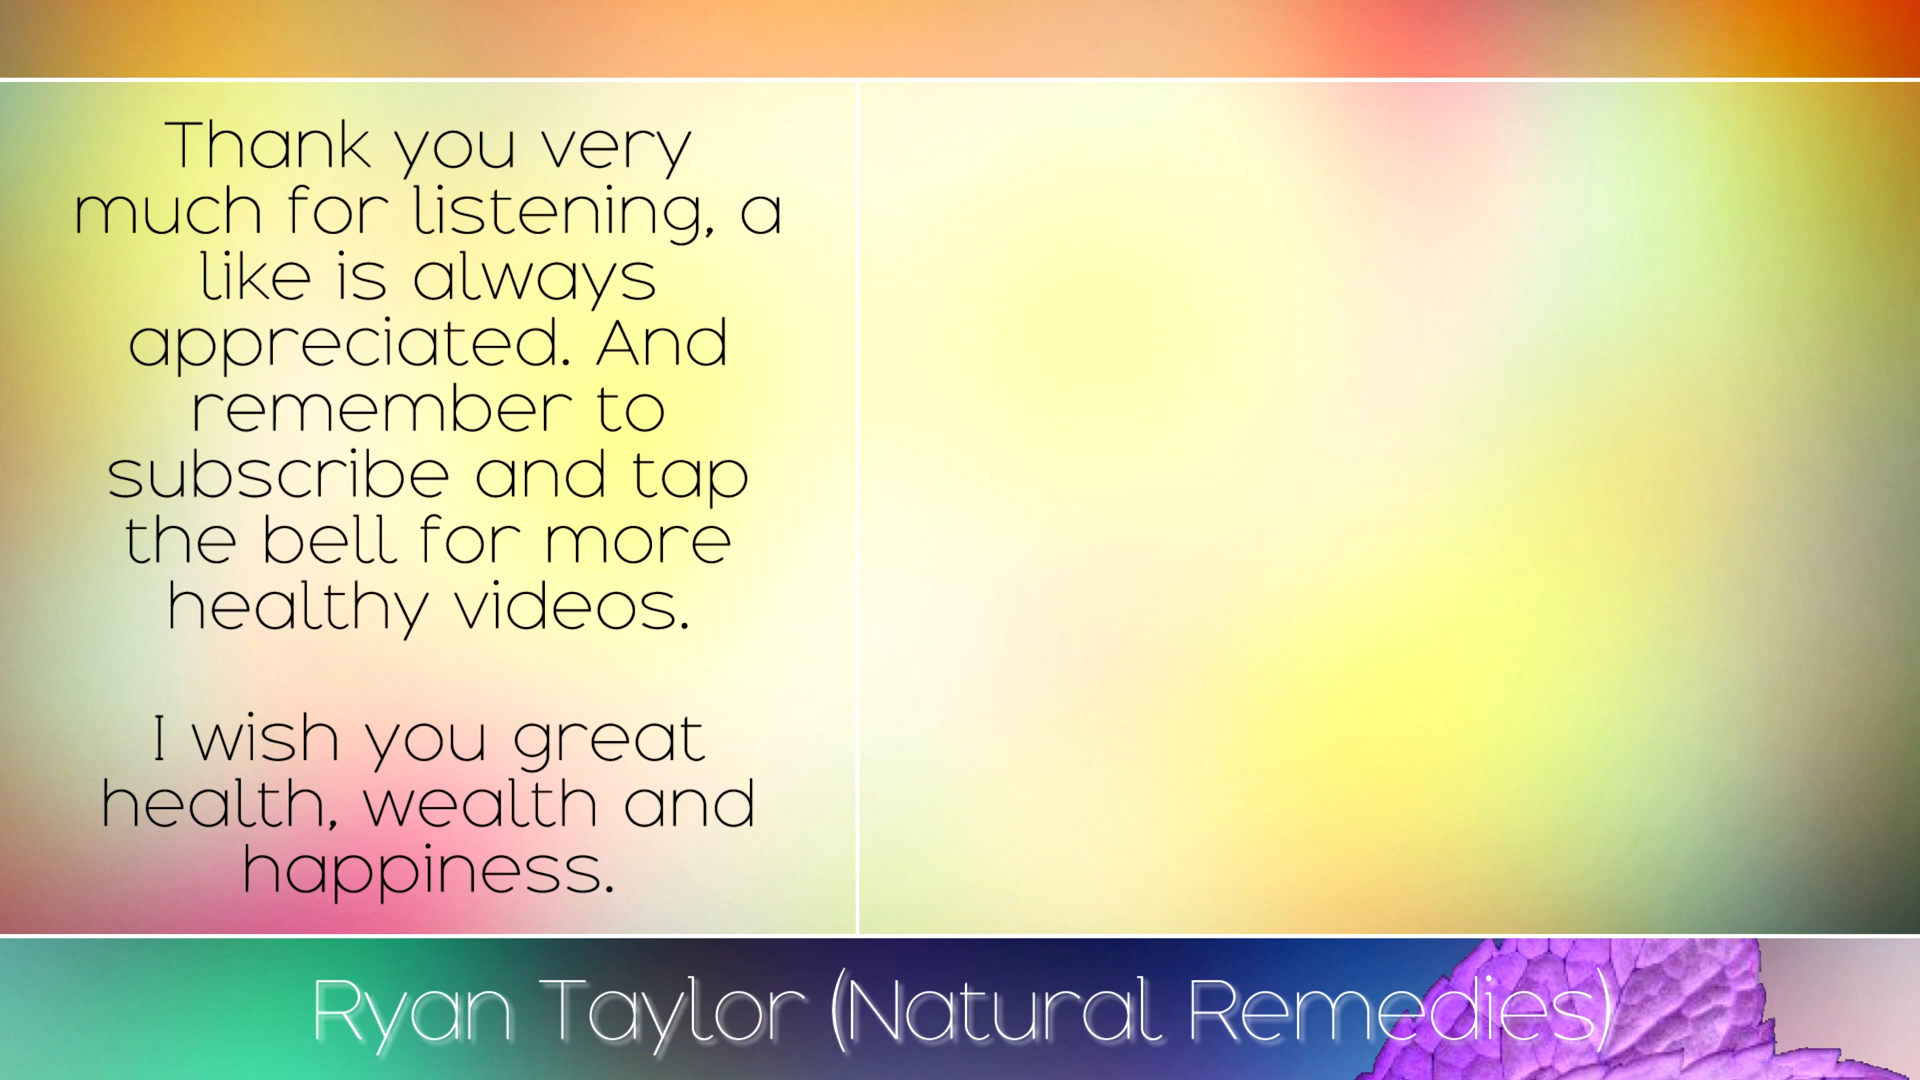 Thank you very
much for listening, a
like is always
appreciated. And
remember to
subscribe and tap
the bell for more
healthy videos.
I wish you great
health, wealth and
happiness.
Ryan Taylor (Natural Remedies)